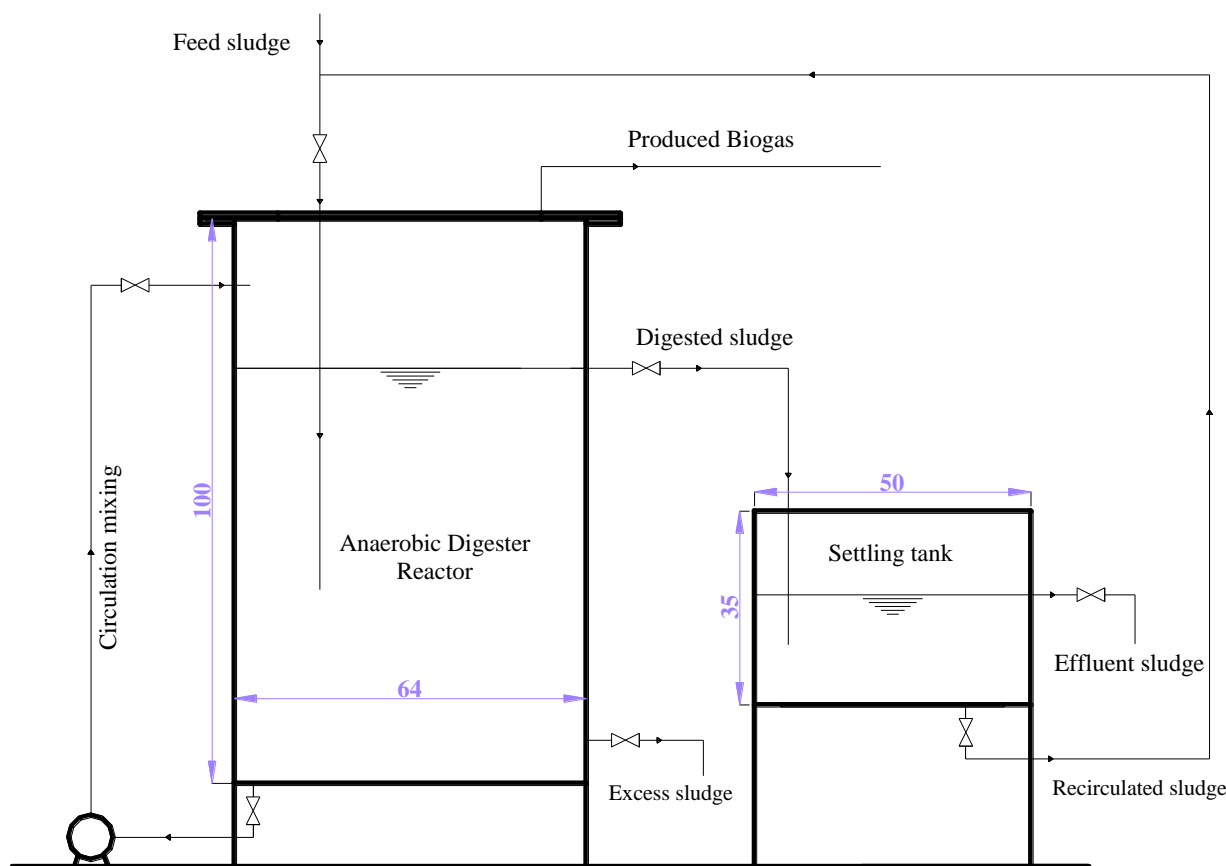 Feed sludge
Produced Biogas
Digested sludge
Circulation mixing
100
Anaerobic Digester
Reactor
64
50
Settling tank
35
Effluent sludge
Excess sludge
Recirculated sludge